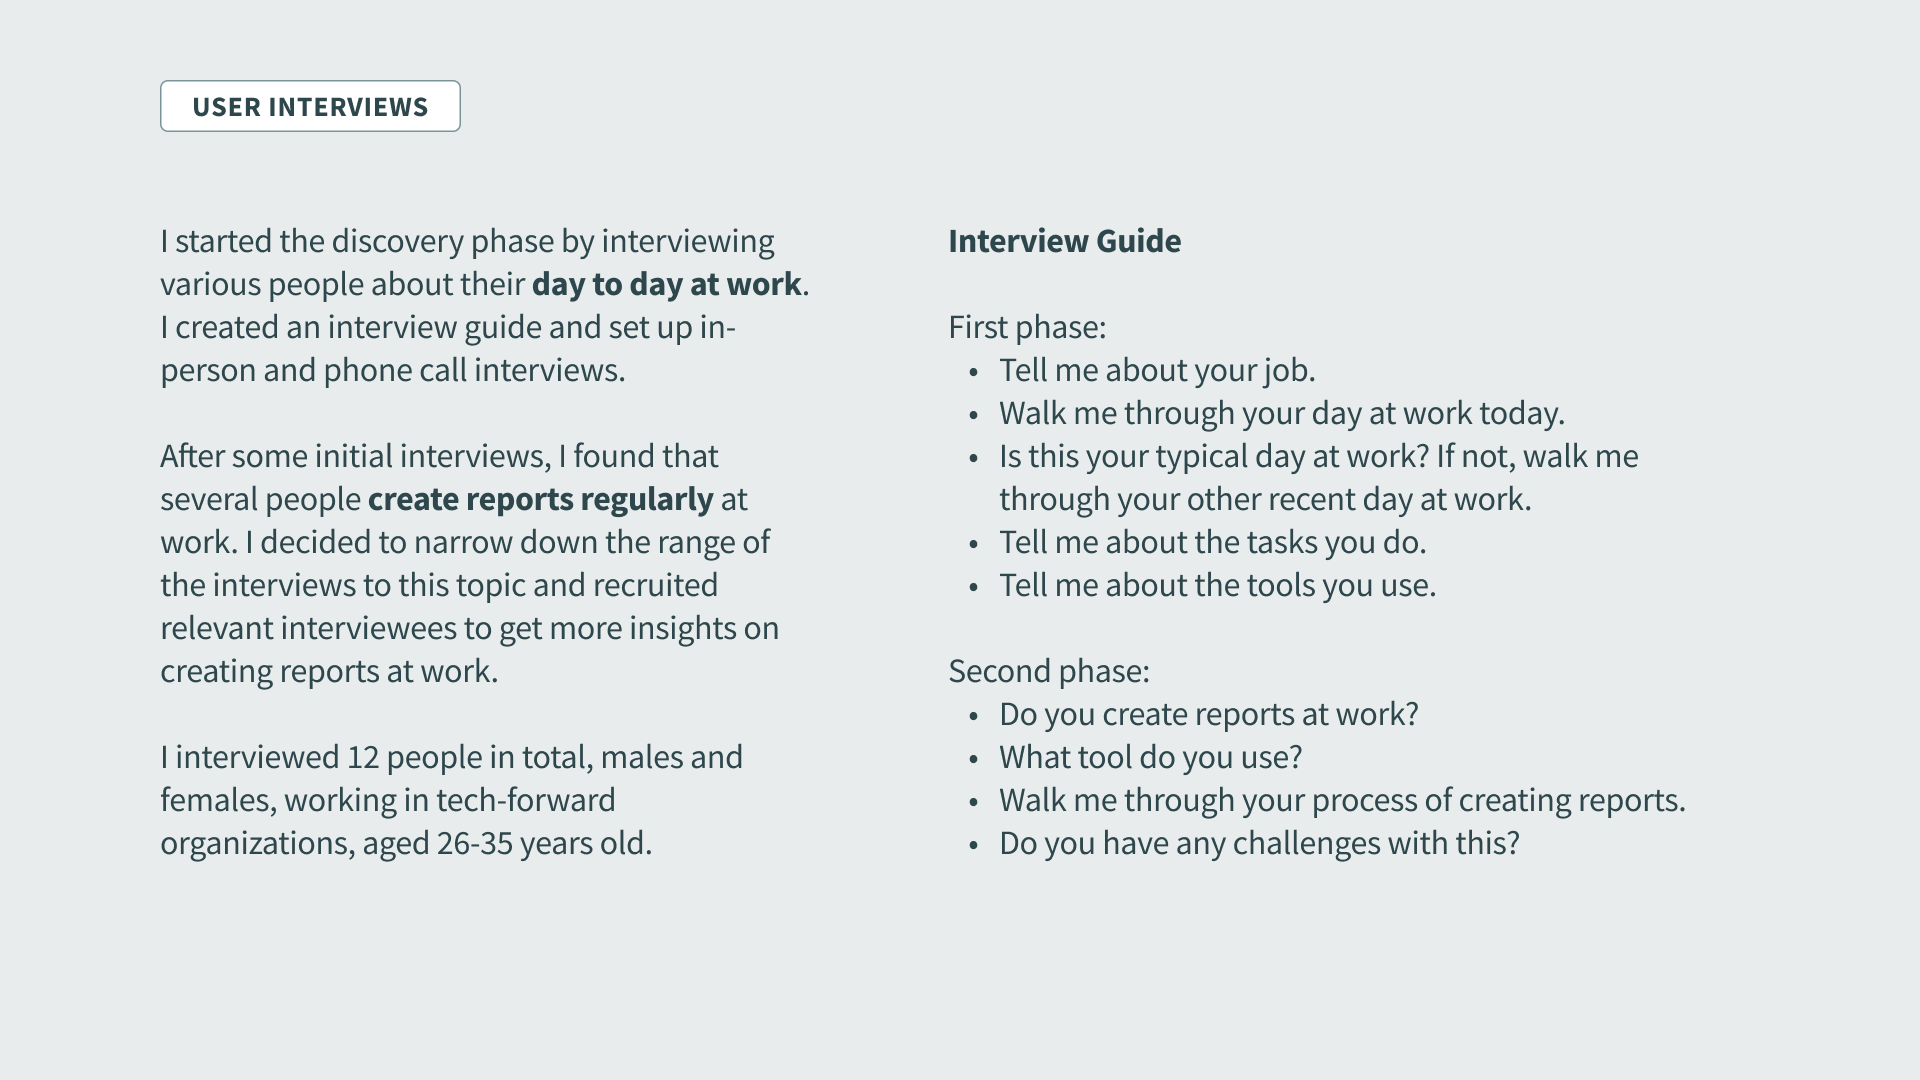 USER INTERVIEWS
I started the discovery phase by interviewing
various people about their day to day at work.
I created an interview guide and set up in-
person and phone call interviews.
After some initial interviews, I found that
several people create reports regularly at
work. I decided to narrow down the range of
the interviews to this topic and recruited
relevant interviewees to get more insights on
creating reports at work.
I interviewed 12 people in total, males and
females, working in tech-forward
organizations, aged 26-35 years old.
Interview Guide
First phase:
• Tell me about your job.
• Walk me through your day at work today.
• Is this your typical day at work? If not, walk me
through your other recent day at work.
• Tell me about the tasks you do.
• Tell me about the tools you use.
Second phase:
• Do you create reports at work?
• What tool do you use?
• Walk me through your process of creating reports.
• Do you have any challenges with this?